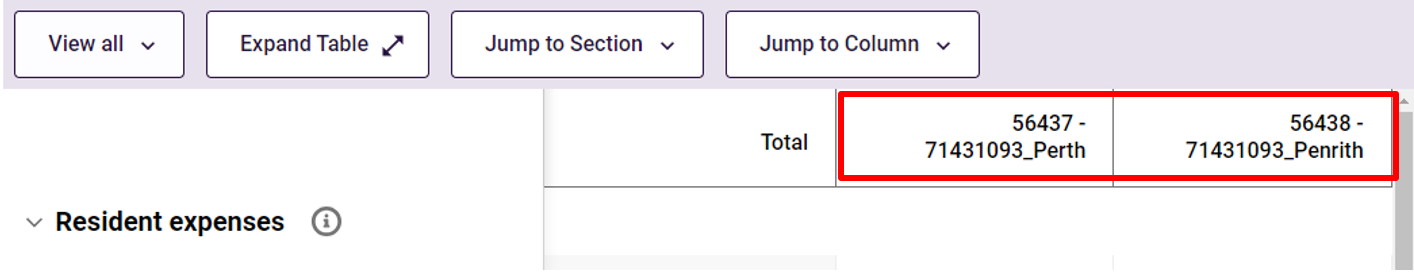 View all
Expand Table
Jump to Section
Jump to Column
Total
56437 -
71431093_Perth
56438 -
71431093_Penrith
Resident expenses